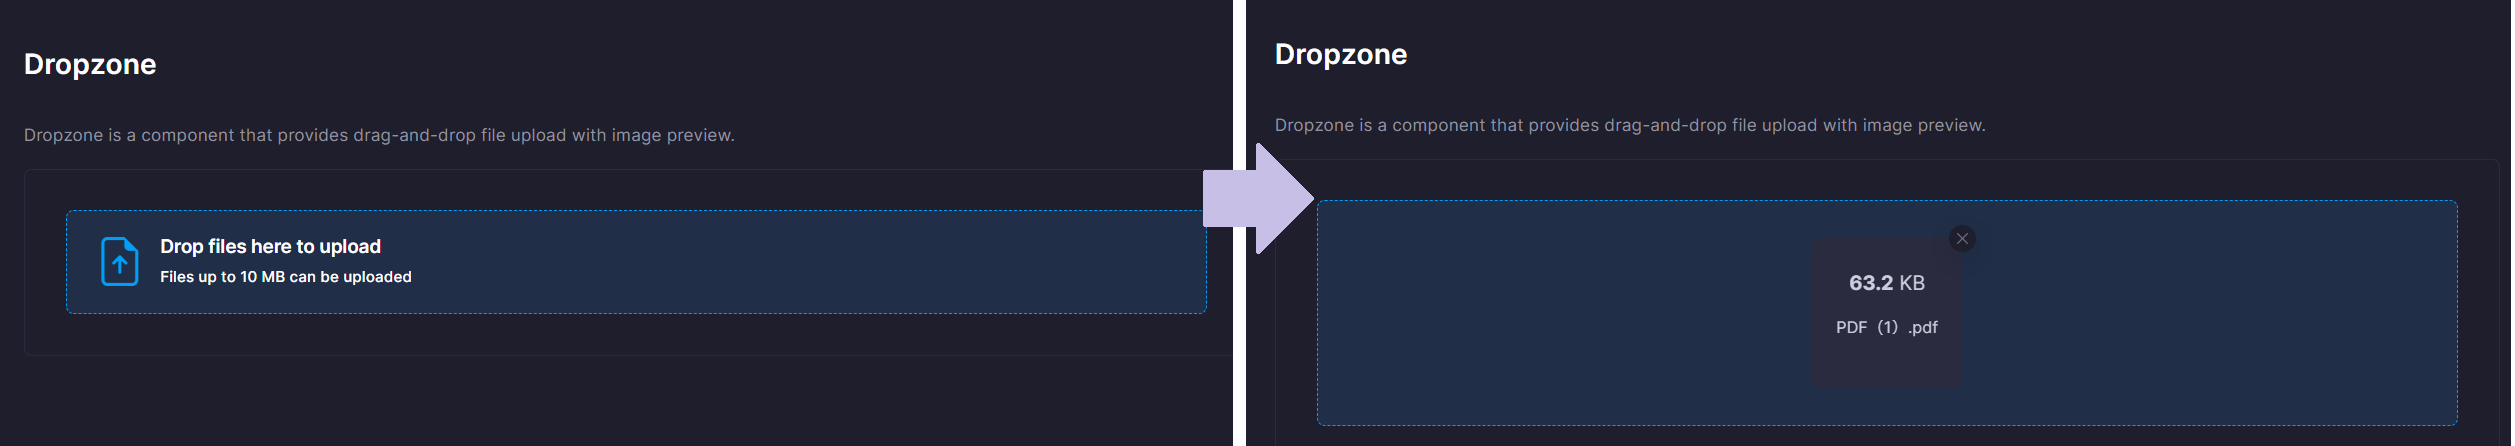 Dropzone
Dropzone is a component that provides drag-and-drop file upload with image preview.
Drop files here to upload
Files up to 10 MB can be uploaded
Dropzone
Dropzone is a component that provides drag-and-drop file upload with image preview.
63.2 KB
PDF（1）.pdf